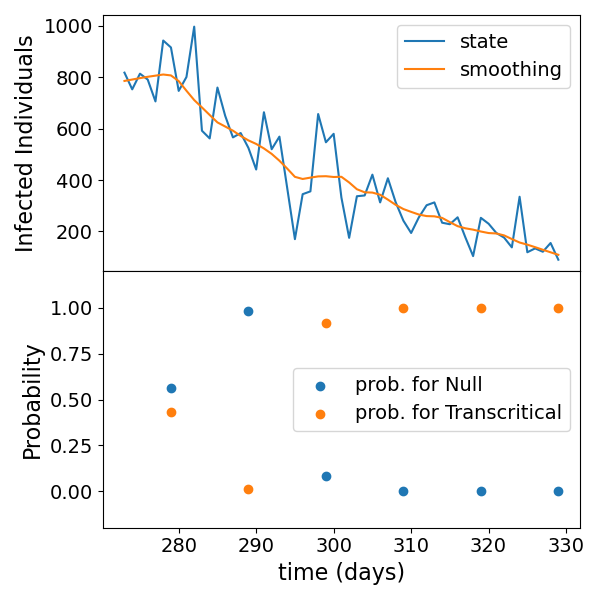 1000
800
600
400
200
Infected Individuals
state
smoothing
1.00
0.75
0.50
0.25
0.00
Probability
prob. for Null
prob. for Transcritical
280 290 300 310 320 330
time (days)